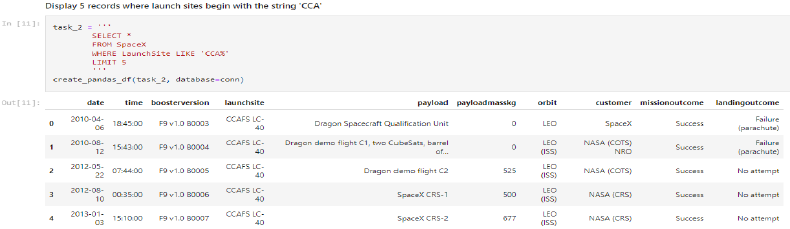 Display 5 records where launch sites begin with the string 'CCA'
In [11]:
task_2 = '''
SELECT *
FROM SpaceX
WHERE LaunchSite LIKE 'CCA%'
LIMIT 5
'''
create_pandas_df(task_2, database=conn)
Out[11]:
date time boosterversion launchsite payload payloadmasskg orbit customer missionoutcome landingoutcome
0 2010-04-06 18:45:00 F9 v1.0 B0003 CCAFS LC-40 Dragon Spacecraft Qualification Unit 0 LEO SpaceX Success Failure (parachute)
1 2010-08-12 15:43:00 F9 v1.0 B0004 CCAFS LC-40 Dragon demo flight C1, two CubeSats, barrel of... 0 LEO (ISS) NASA (COTS) NRO Success Failure (parachute)
2 2012-05-22 07:44:00 F9 v1.0 B0005 CCAFS LC-40 Dragon demo flight C2 525 LEO (ISS) NASA (COTS) Success No attempt
3 2012-08-10 00:35:00 F9 v1.0 B0006 CCAFS LC-40 SpaceX CRS-1 500 LEO (ISS) NASA (CRS) Success No attempt
4 2013-01-03 15:10:00 F9 v1.0 B0007 CCAFS LC-40 SpaceX CRS-2 677 LEO (ISS) NASA (CRS) Success No attempt